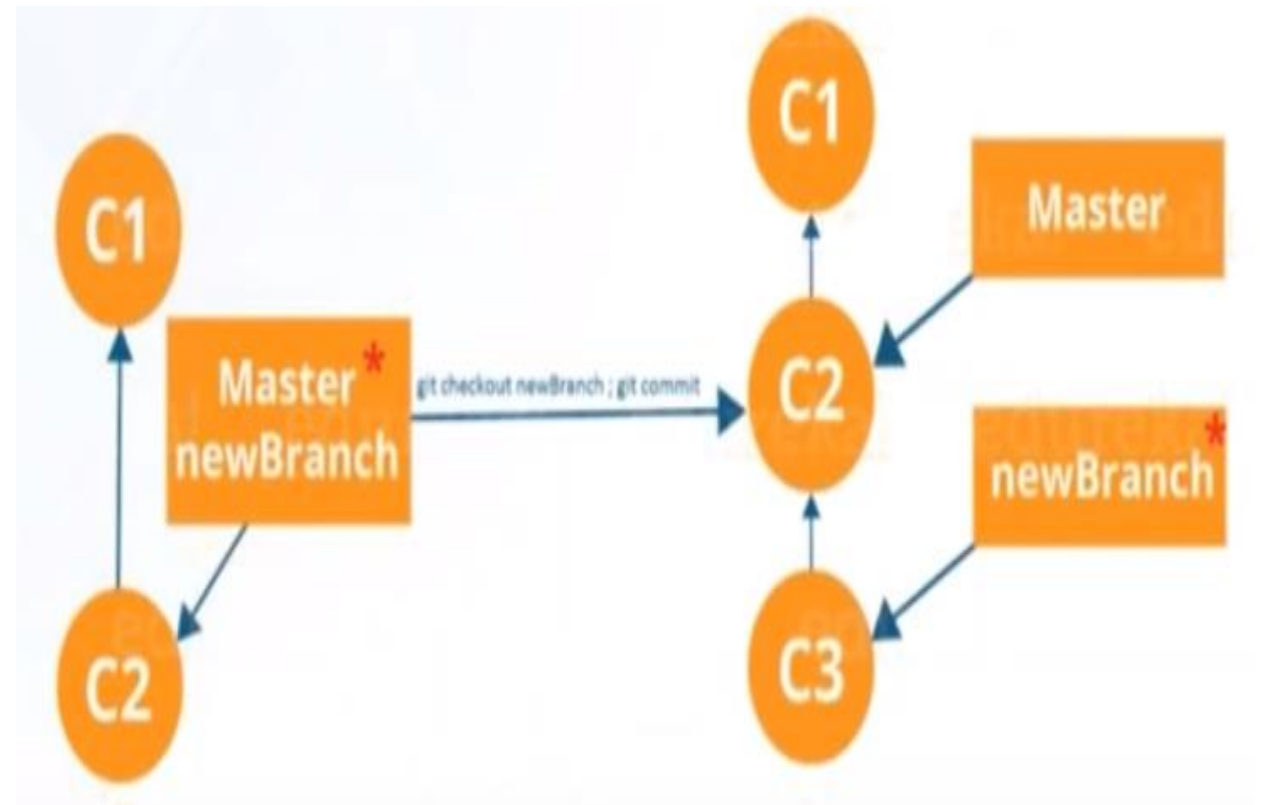 C1
Master *
newBranch
C2
git checkout newBranch ; git commit
C1
Master
C2
newBranch *
C3